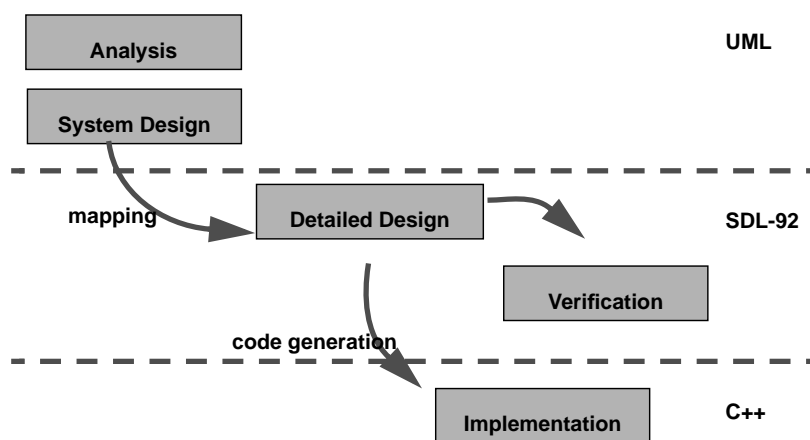 Analysis
UML
System Design
mapping
Detailed Design
SDL-92
Verification
code generation
Implementation
C++